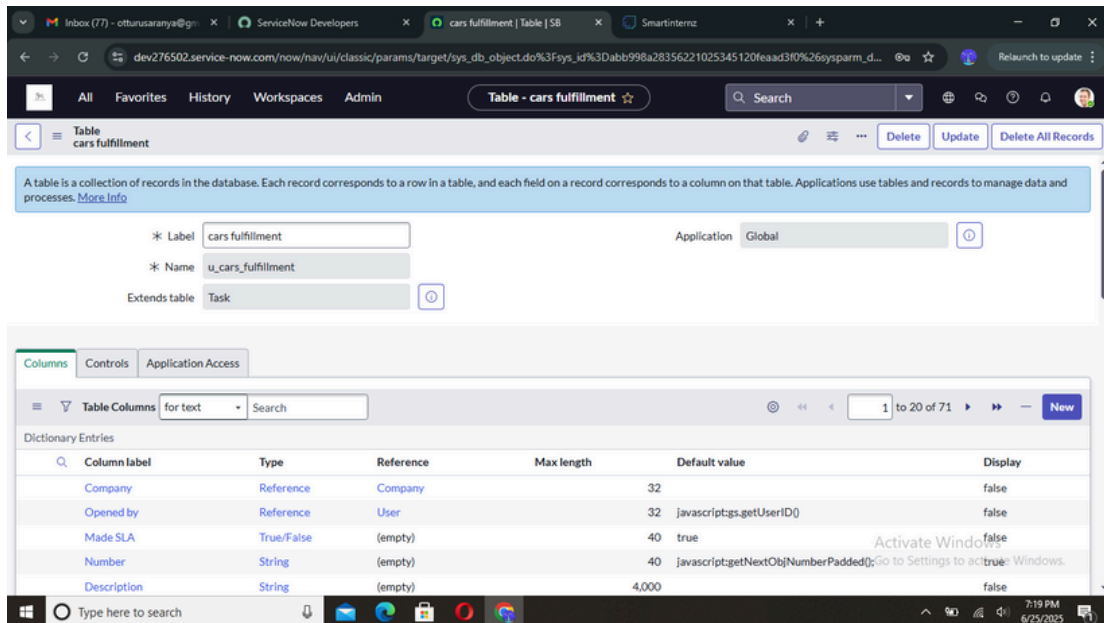 Inbox (77) - otturusaranya@gm
ServiceNow Developers
cars fulfillment | Table | SB
Smartinternz
dev276502.service-now.com/now/nav/ui/classic/params/target/sys_db_object.do%3Fsys_id%3Dabb998a28356221025345120feaad3f0%26sysparm_d...
Relaunch to update
All Favorites History Workspaces Admin
Table - cars fulfillment
Search
Table
cars fulfillment
Delete Update Delete All Records
A table is a collection of records in the database. Each record corresponds to a row in a table, and each field on a record corresponds to a column on that table. Applications use tables and records to manage data and
processes. More Info
Label cars fulfillment Application Global
Name u_cars_fulfillment
Extends table Task
Columns Controls Application Access
Table Columns for text Search 1 to 20 of 71 New
Dictionary Entries
Column label Type Reference Max length Default value Display
Company Reference Company 32 false
Opened by Reference User 32 javascript:gs.getUserID() false
Made SLA True/False (empty) 40 true false
Number String (empty) 40 javascript:getNextObjNumberPadded(); true
Description String (empty) 4,000 false
Activate Windows
Go to Settings to activate Windows.
Type here to search
7:19 PM
6/25/2025
1